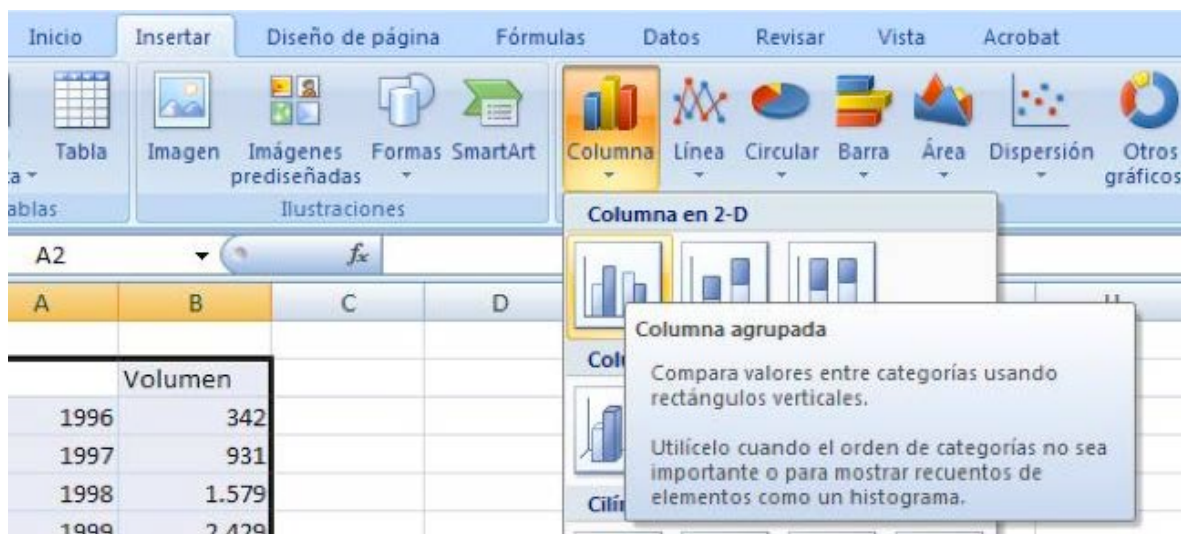 Inicio Insertar Diseño de página Fórmulas Datos Revisar Vista Acrobat
Tabla Imagen Imágenes prediseñadas Formas SmartArt Columna Línea Circular Barra Área Dispersión Otros gráficos
Ilustraciones
Columna en 2-D
A2 fx
A B C D
Columna agrupada
Compara valores entre categorías usando
rectángulos verticales.
Utilícelo cuando el orden de categorías no sea
importante o para mostrar recuentos de
elementos como un histograma.
Volumen
1996 342
1997 931
1998 1.579
1999 2.429